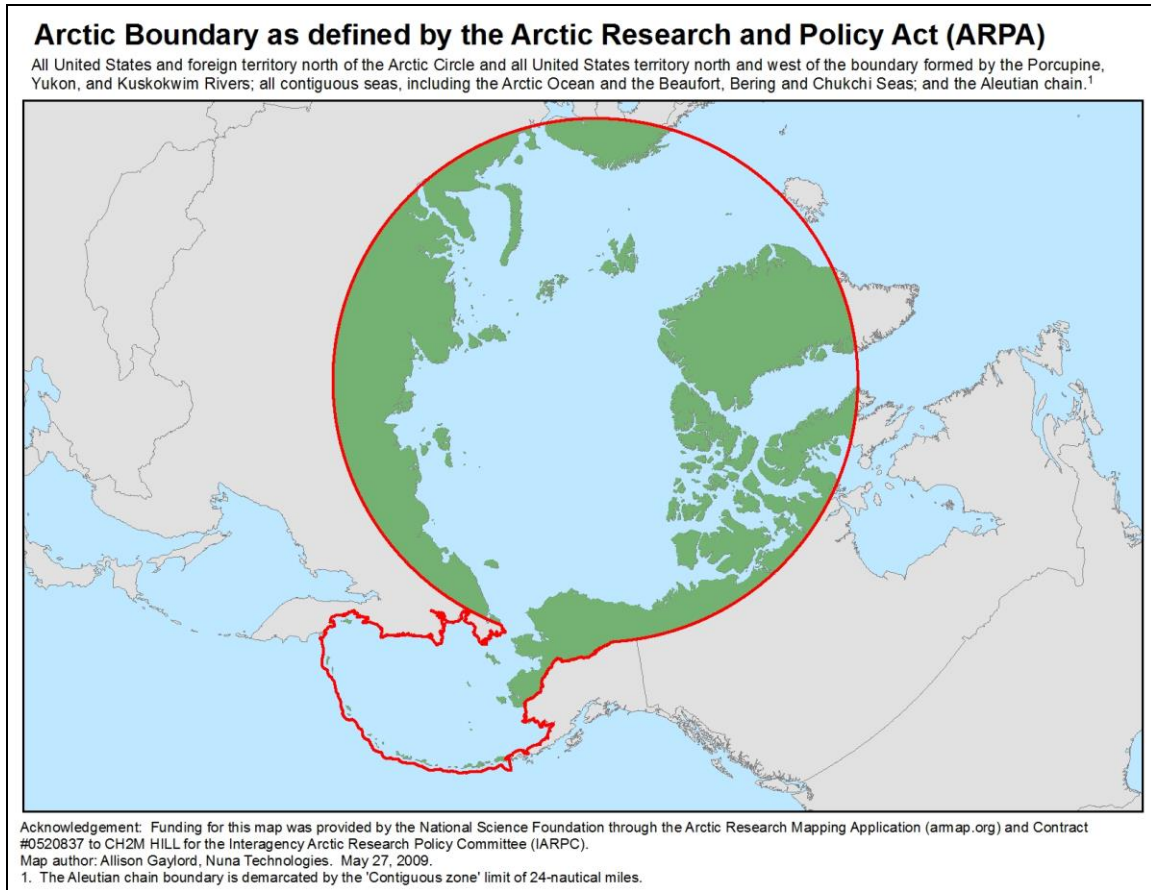 Arctic Boundary as defined by the Arctic Research and Policy Act (ARPA)
All United States and foreign territory north of the Arctic Circle and all United States territory north and west of the boundary formed by the Porcupine,
Yukon, and Kuskokwim Rivers; all contiguous seas, including the Arctic Ocean and the Beaufort, Bering and Chukchi Seas; and the Aleutian chain.¹
Acknowledgement: Funding for this map was provided by the National Science Foundation through the Arctic Research Mapping Application (armap.org) and Contract
#0520837 to CH2M HILL for the Interagency Arctic Research Policy Committee (IARPC).
Map author: Allison Gaylord, Nuna Technologies. May 27, 2009.
1. The Aleutian chain boundary is demarcated by the 'Contiguous zone' limit of 24-nautical miles.